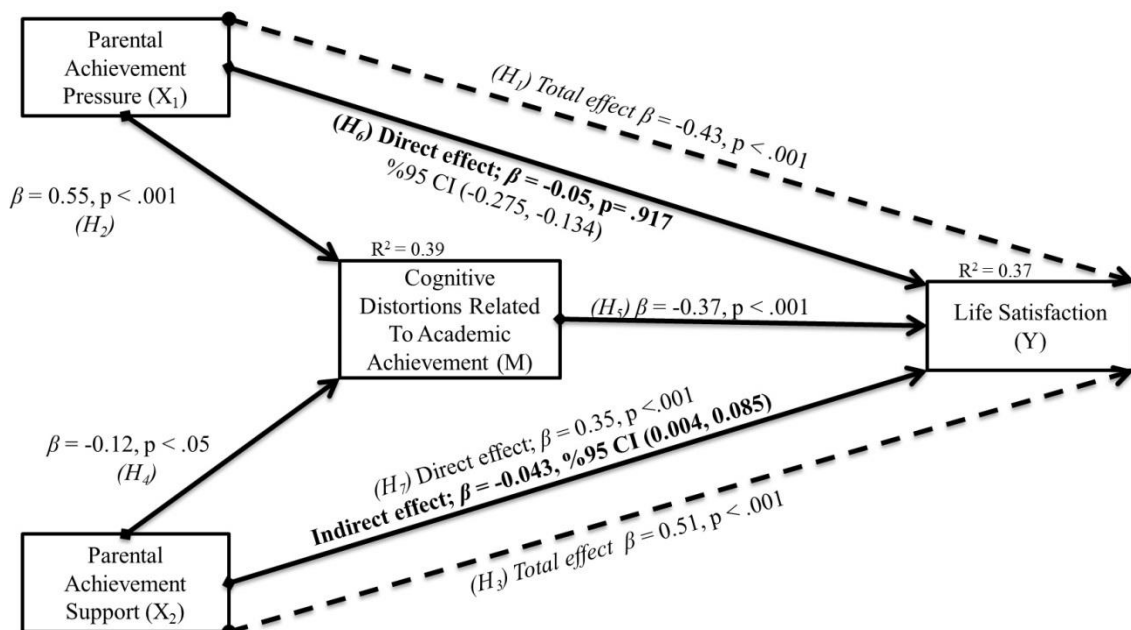 Parental
Achievement
Pressure (X₁)
(H₁) Total effect β = -0.43, p < .001
(H₆) Direct effect; β = -0.05, p= .917
%95 CI (-0.275, -0.134)
β = 0.55, p < .001
(H₂)
R² = 0.39
Cognitive
Distortions Related
To Academic
Achievement (M)
(H₅) β = -0.37, p < .001
R² = 0.37
Life Satisfaction
(Y)
β = -0.12, p < .05
(H₄)
(H₇) Direct effect; β = 0.35, p <.001
Indirect effect; β = -0.043, %95 CI (0.004, 0.085)
(H₃) Total effect β = 0.51, p < .001
Parental
Achievement
Support (X₂)